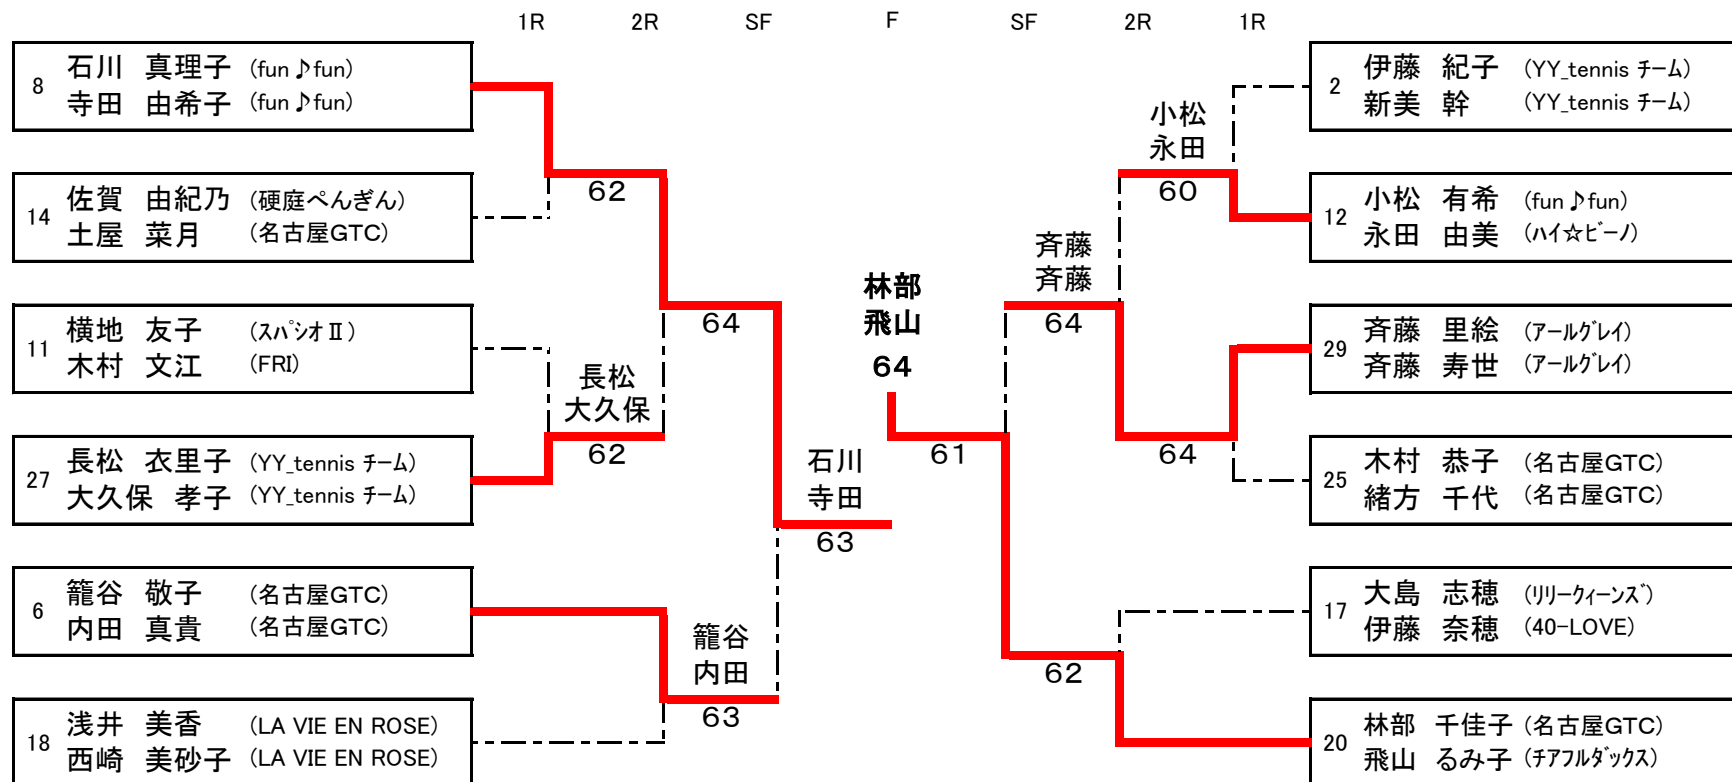 1R 2R SF F SF 2R 1R
8 石川 真理子 (fun♪fun)
寺田 由希子 (fun♪fun)
14 佐賀 由紀乃 (硬庭ぺんぎん)
土屋 菜月 (名古屋GTC)
11 横地 友子 (ｽﾊﾟｼオⅡ)
木村 文江 (FRI)
27 長松 衣里子 (YY_tennis ﾁｰﾑ)
大久保 孝子 (YY_tennis ﾁｰﾑ)
6 籠谷 敬子 (名古屋GTC)
内田 真貴 (名古屋GTC)
18 浅井 美香 (LA VIE EN ROSE)
西崎 美砂子 (LA VIE EN ROSE)
62
長松
大久保
62
64
籠谷
内田
63
石川
寺田
63
林部
飛山
64
61
斉藤
斉藤
64
62
小松
永田
60
64
2 伊藤 紀子 (YY_tennis ﾁｰﾑ)
新美 幹 (YY_tennis ﾁｰﾑ)
12 小松 有希 (fun♪fun)
永田 由美 (ﾊｲ☆ﾋﾞｰﾉ)
29 斉藤 里絵 (ｱｰﾙｸﾞﾚｲ)
斉藤 寿世 (ｱｰﾙｸﾞﾚｲ)
25 木村 恭子 (名古屋GTC)
緒方 千代 (名古屋GTC)
17 大島 志穂 (ﾘﾘｰｸｨｰﾝｽﾞ)
伊藤 奈穂 (40-LOVE)
20 林部 千佳子 (名古屋GTC)
飛山 るみ子 (ﾁｱﾌﾙﾀﾞｯｸｽ)